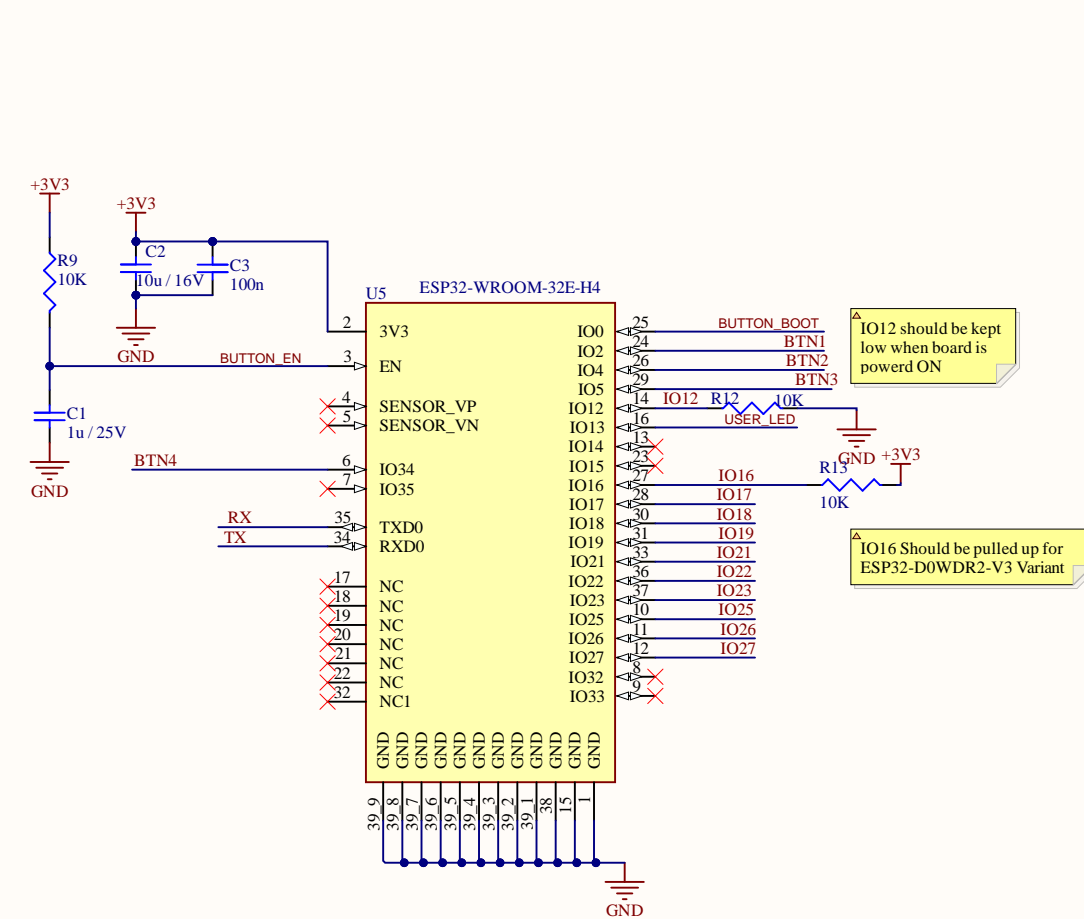 +3V3
R9
10K
BUTTON_EN
C1
1u / 25V
GND
+3V3
C2
10u / 16V
C3
100n
GND
U5
ESP32-WROOM-32E-H4
2
3V3
3
EN
4
SENSOR_VP
5
SENSOR_VN
BTN4
6
IO34
7
IO35
RX
35
TXD0
TX
34
RXD0
17
NC
18
NC
19
NC
20
NC
21
NC
22
NC
32
NC1
IO0
25
BUTTON_BOOT
IO2
24
BTN1
IO4
26
BTN2
IO5
29
BTN3
IO12
14
IO12
R12
10K
GND
IO13
16
USER_LED
IO14
13
IO15
23
IO16
27
IO16
R13
10K
+3V3
IO17
28
IO17
IO18
30
IO18
IO19
31
IO19
IO21
33
IO21
IO22
36
IO22
IO23
37
IO23
IO25
10
IO25
IO26
11
IO26
IO27
12
IO27
IO32
8
IO33
9
GND
GND
GND
GND
GND
GND
GND
GND
GND
GND
GND
GND
39_9
39_8
39_7
39_6
39_5
39_4
39_3
39_2
39_1
38
15
1
GND
IO12 should be kept
low when board is
powerd ON
IO16 Should be pulled up for
ESP32-D0WDR2-V3 Variant